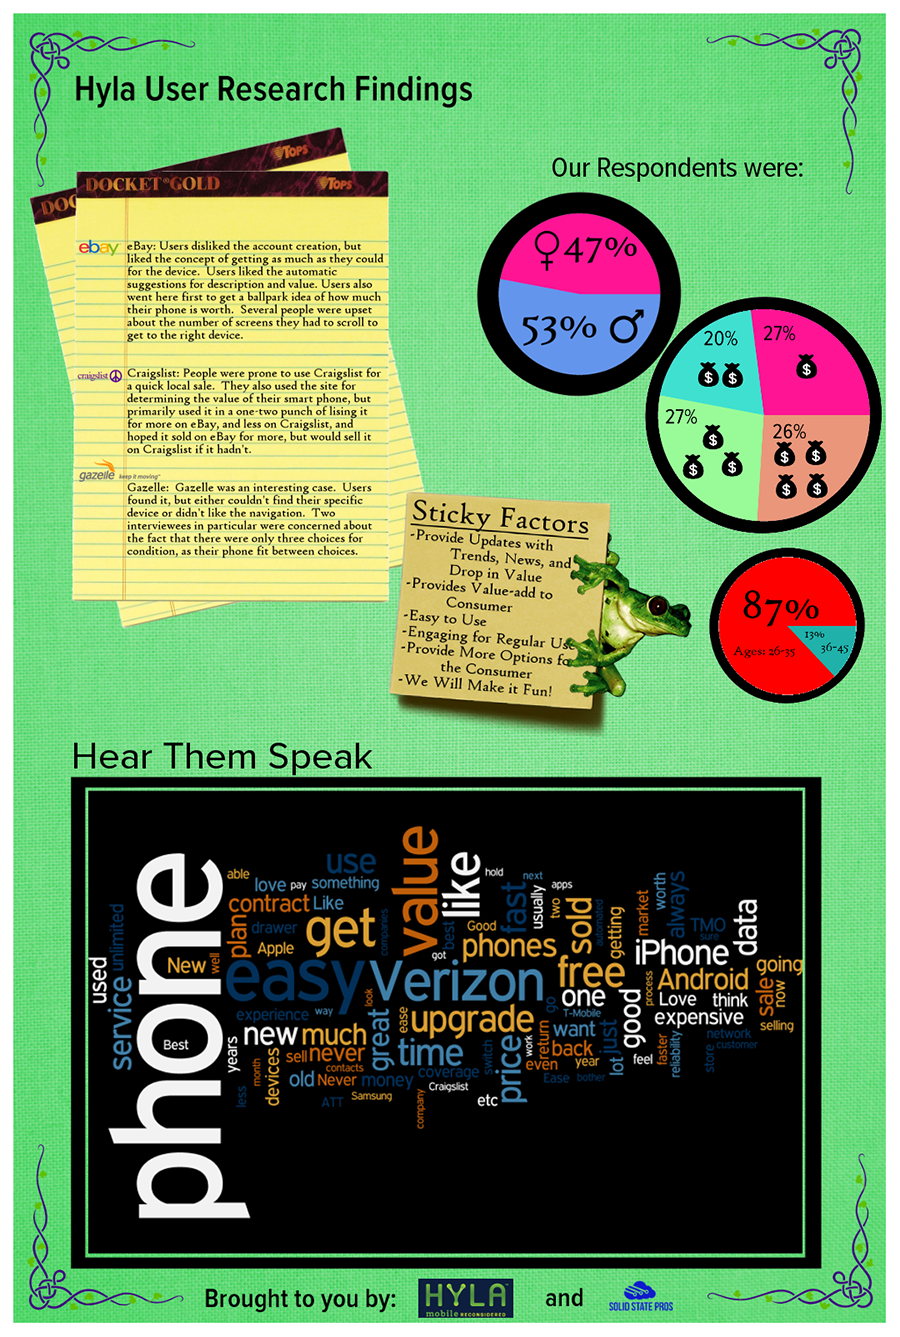 Hyla User Research Findings
TOPS
DOC
DOCKET GOLD
TOPS
ebay
eBay: Users disliked the account creation, but
liked the concept of getting as much as they could
for the device. Users liked the automatic
suggestions for description and value. Users also
went here first to get a ballpark idea of how much
their phone is worth. Several people were upset
about the number of screens they had to scroll to
get to the right device.
craigslist
Craigslist: People were prone to use Craigslist for
a quick local sale. They also used the site for
determining the value of their smart phone, but
primarily used it in a one-two punch of lising it
for more on eBay, and less on Craigslist, and
hoped it sold on eBay for more, but would sell it
on Craigslist if it hadn't.
gazelle keep it moving
Gazelle: Gazelle was an interesting case. Users
found it, but either couldn't find their specific
device or didn't like the navigation. Two
interviewees in particular were concerned about
the fact that there were only three choices for
condition, as their phone fit between choices.
Our Respondents were:
♀47%
53% ♂
20%
27%
27%
26%
87%
Ages: 26-35
13%
36-45
Sticky Factors
-Provide Updates with
Trends, News, and
Drop in Value
-Provides Value-add to
Consumer
-Easy to Use
-Engaging for Regular Use
-Provide More Options fo
the Consumer
-We Will Make it Fun!
Hear Them Speak
phone
used
service
unlimited
New
well
Best
years
able
love
pay
something
use
contract
Like
plan
drawer
Apple
get
companies
value
like
hold
best
got
Good
phones
fast
usually
next
apps
two
sold
automated
getting
market
worth
always
TMO
sure
data
iPhone
easy
Verizon
free
process
Android
going
look
experience
way
new
much
great
ease
upgrade
go
one
T-Mobile
good
Love
think
expensive
sale
now
selling
sell
never
contacts
time
price
switch
work
return
want
just
back
even
year
lot
feel
faster
reliability
network
customer
store
less
month
devices
old
Never
money
coverage
Craigslist
ATT
Samsung
company
etc
Ease
bother
Brought to you by:
HYLA
mobile RECONSIDERED
and
SOLID STATE PROS